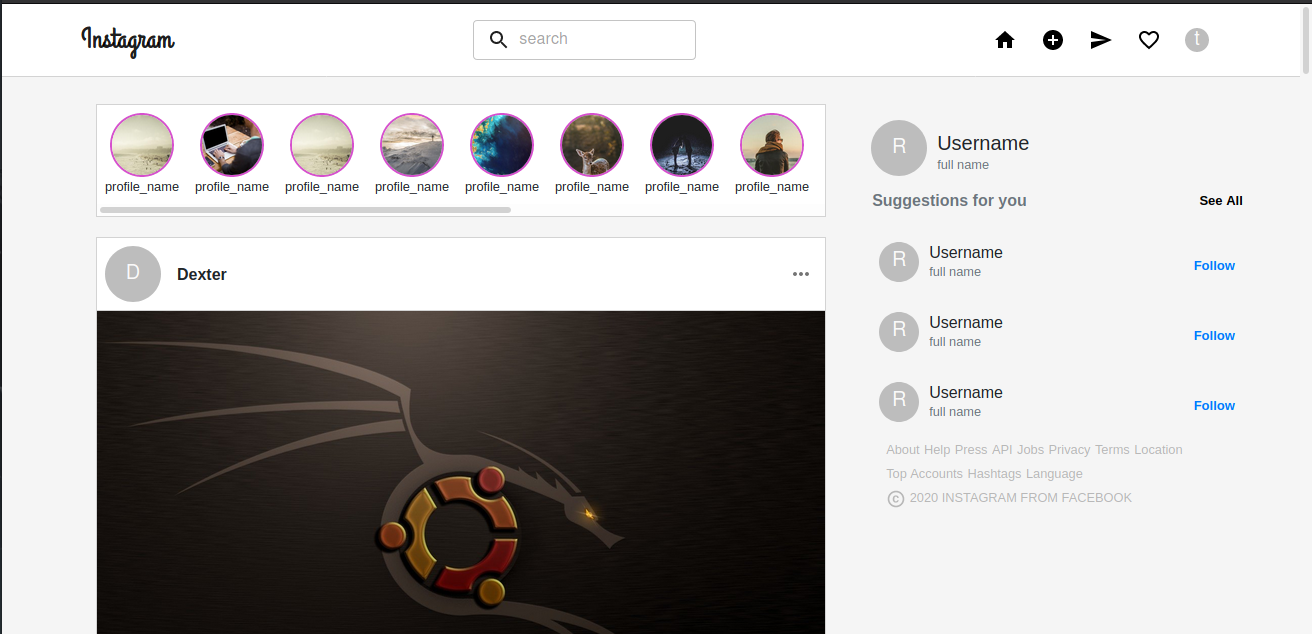 Instagram
search
t
profile_name profile_name profile_name profile_name profile_name profile_name profile_name profile_name
D
Dexter
R
Username
full name
Suggestions for you
See All
R
Username
full name
Follow
R
Username
full name
Follow
R
Username
full name
Follow
About Help Press API Jobs Privacy Terms Location
Top Accounts Hashtags Language
© 2020 INSTAGRAM FROM FACEBOOK